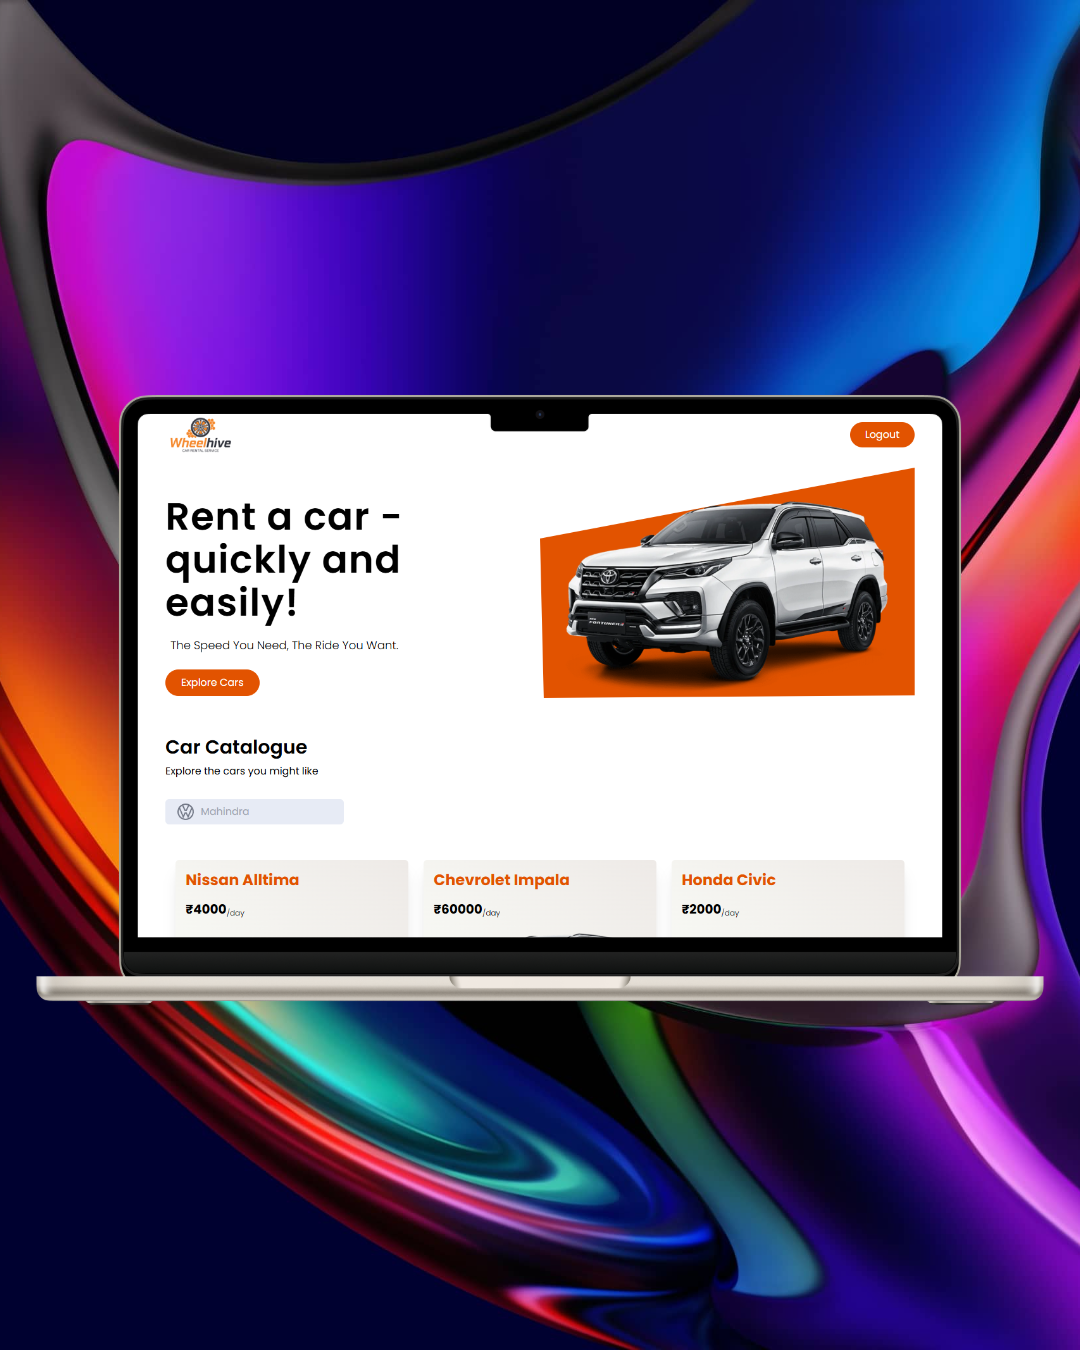 Wheelhive
CAR RENTAL SERVICE
Logout
Rent a car -
quickly and
easily!
The Speed You Need, The Ride You Want.
Explore Cars
FORTUNER
Car Catalogue
Explore the cars you might like
Mahindra
Nissan Alltima
₹4000/day
Chevrolet Impala
₹60000/day
Honda Civic
₹2000/day